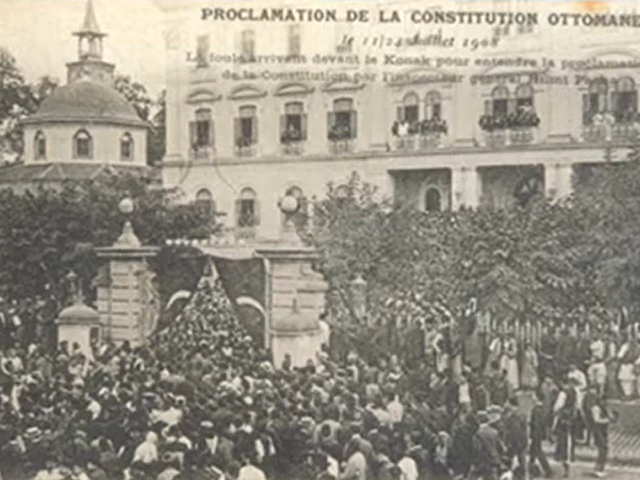 PROCLAMATION DE LA CONSTITUTION OTTOMANE
le 11/24 Juillet 1908
La foule arrivent devant le Konak pour entendre la proclamation
de la Constitution par l'inspecteur général Hilmi Pacha